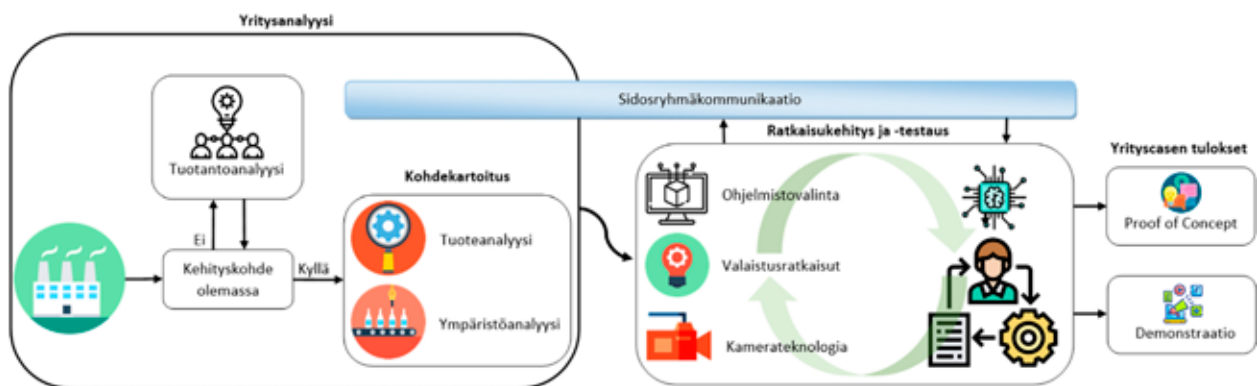 Yritysanalyysi
Tuotantoanalyysi
Ei
Kehityskohde
olemassa
Kyllä
Kohdekartoitus
Tuoteanalyysi
Ympäristöanalyysi
Sidosryhmäkommunikaatio
Ratkaisukehitys ja -testaus
Ohjelmistovalinta
Valaistusratkaisut
Kamerateknologia
Yrityscasen tulokset
Proof of Concept
Demonstraatio